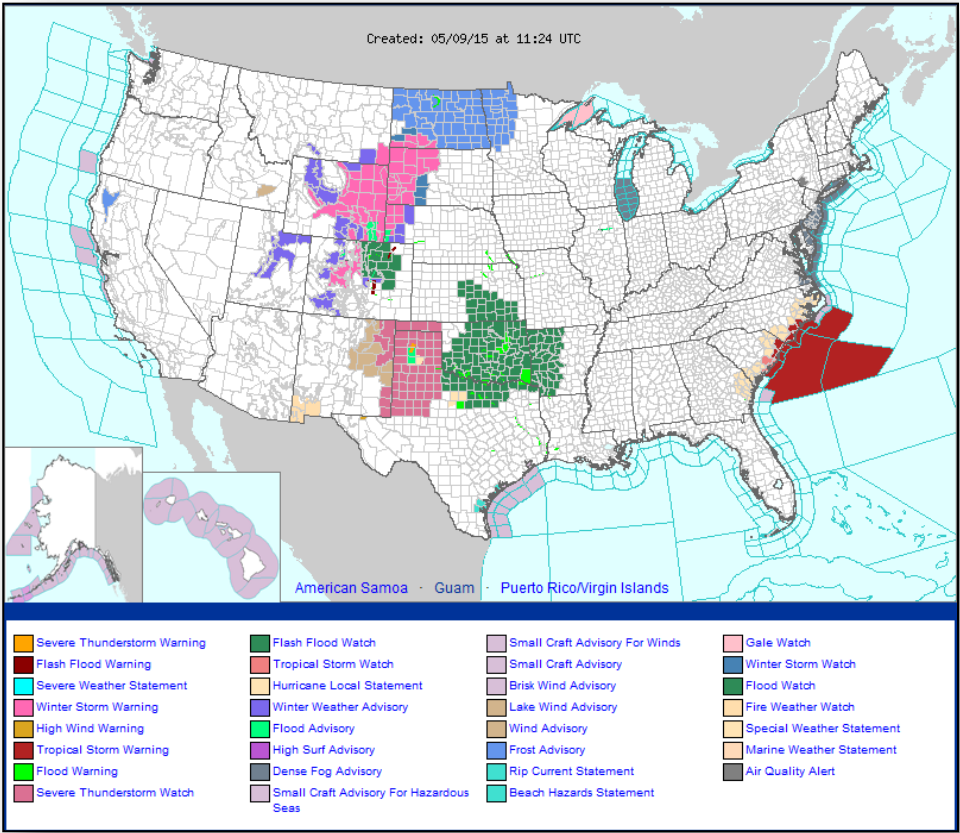 Created: 05/09/15 at 11:24 UTC
American Samoa · Guam · Puerto Rico/Virgin Islands
Severe Thunderstorm Warning
Flash Flood Warning
Severe Weather Statement
Winter Storm Warning
High Wind Warning
Tropical Storm Warning
Flood Warning
Severe Thunderstorm Watch
Flash Flood Watch
Tropical Storm Watch
Hurricane Local Statement
Winter Weather Advisory
Flood Advisory
High Surf Advisory
Dense Fog Advisory
Small Craft Advisory For Hazardous
Seas
Small Craft Advisory For Winds
Small Craft Advisory
Brisk Wind Advisory
Lake Wind Advisory
Wind Advisory
Frost Advisory
Rip Current Statement
Beach Hazards Statement
Gale Watch
Winter Storm Watch
Flood Watch
Fire Weather Watch
Special Weather Statement
Marine Weather Statement
Air Quality Alert